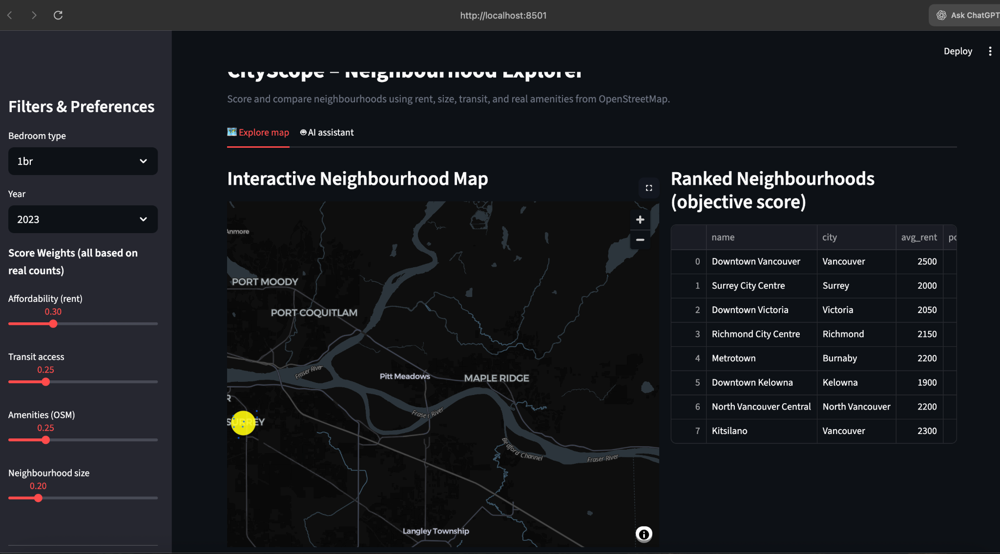 http://localhost:8501
Ask ChatGPT
Deploy
Filters & Preferences
Bedroom type
1br
Year
2023
Score Weights (all based on
real counts)
Affordability (rent)
0.30
Transit access
0.25
Amenities (OSM)
0.25
Neighbourhood size
0.20
CityScope – Neighbourhood Explorer
Score and compare neighbourhoods using rent, size, transit, and real amenities from OpenStreetMap.
Explore map
AI assistant
Interactive Neighbourhood Map
+
−
Anmore
PORT MOODY
PORT COQUITLAM
Fraser River
Pitt Meadows
MAPLE RIDGE
R
SURREY
Fraser River
Bedford Channel
Fraser River
Langley Township
Ranked Neighbourhoods
(objective score)
name city avg_rent po
0 Downtown Vancouver Vancouver 2500
1 Surrey City Centre Surrey 2000
2 Downtown Victoria Victoria 2050
3 Richmond City Centre Richmond 2150
4 Metrotown Burnaby 2200
5 Downtown Kelowna Kelowna 1900
6 North Vancouver Central North Vancouver 2200
7 Kitsilano Vancouver 2300